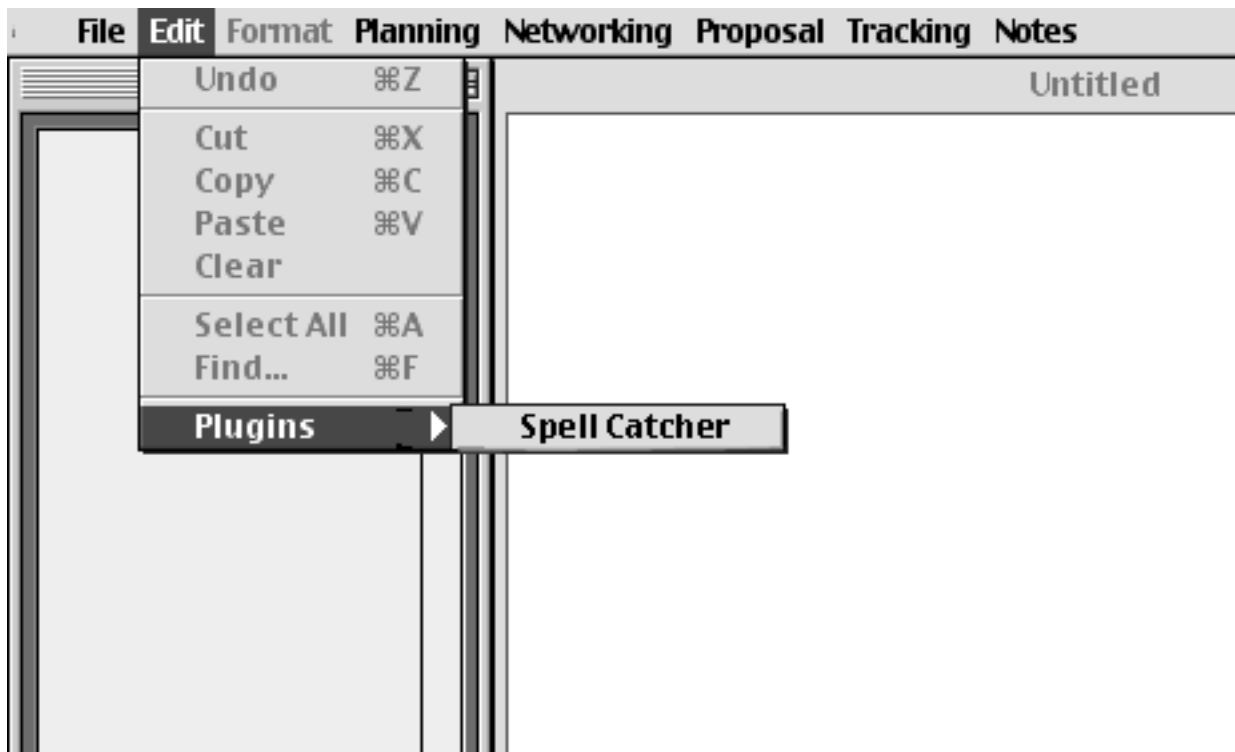 File Edit Format Planning Networking Proposal Tracking Notes
Undo ⌘Z
Untitled
Cut ⌘X
Copy ⌘C
Paste ⌘V
Clear
Select All ⌘A
Find... ⌘F
Plugins
Spell Catcher